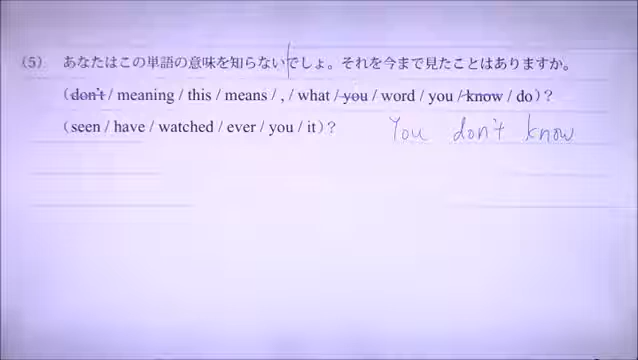 (5) あなたはこの単語の意味を知らないでしょ。それを今まで見たことはありますか。
(don't / meaning / this / means / , / what / you / word / you / know / do)?
(seen / have / watched / ever / you / it)? You don't know